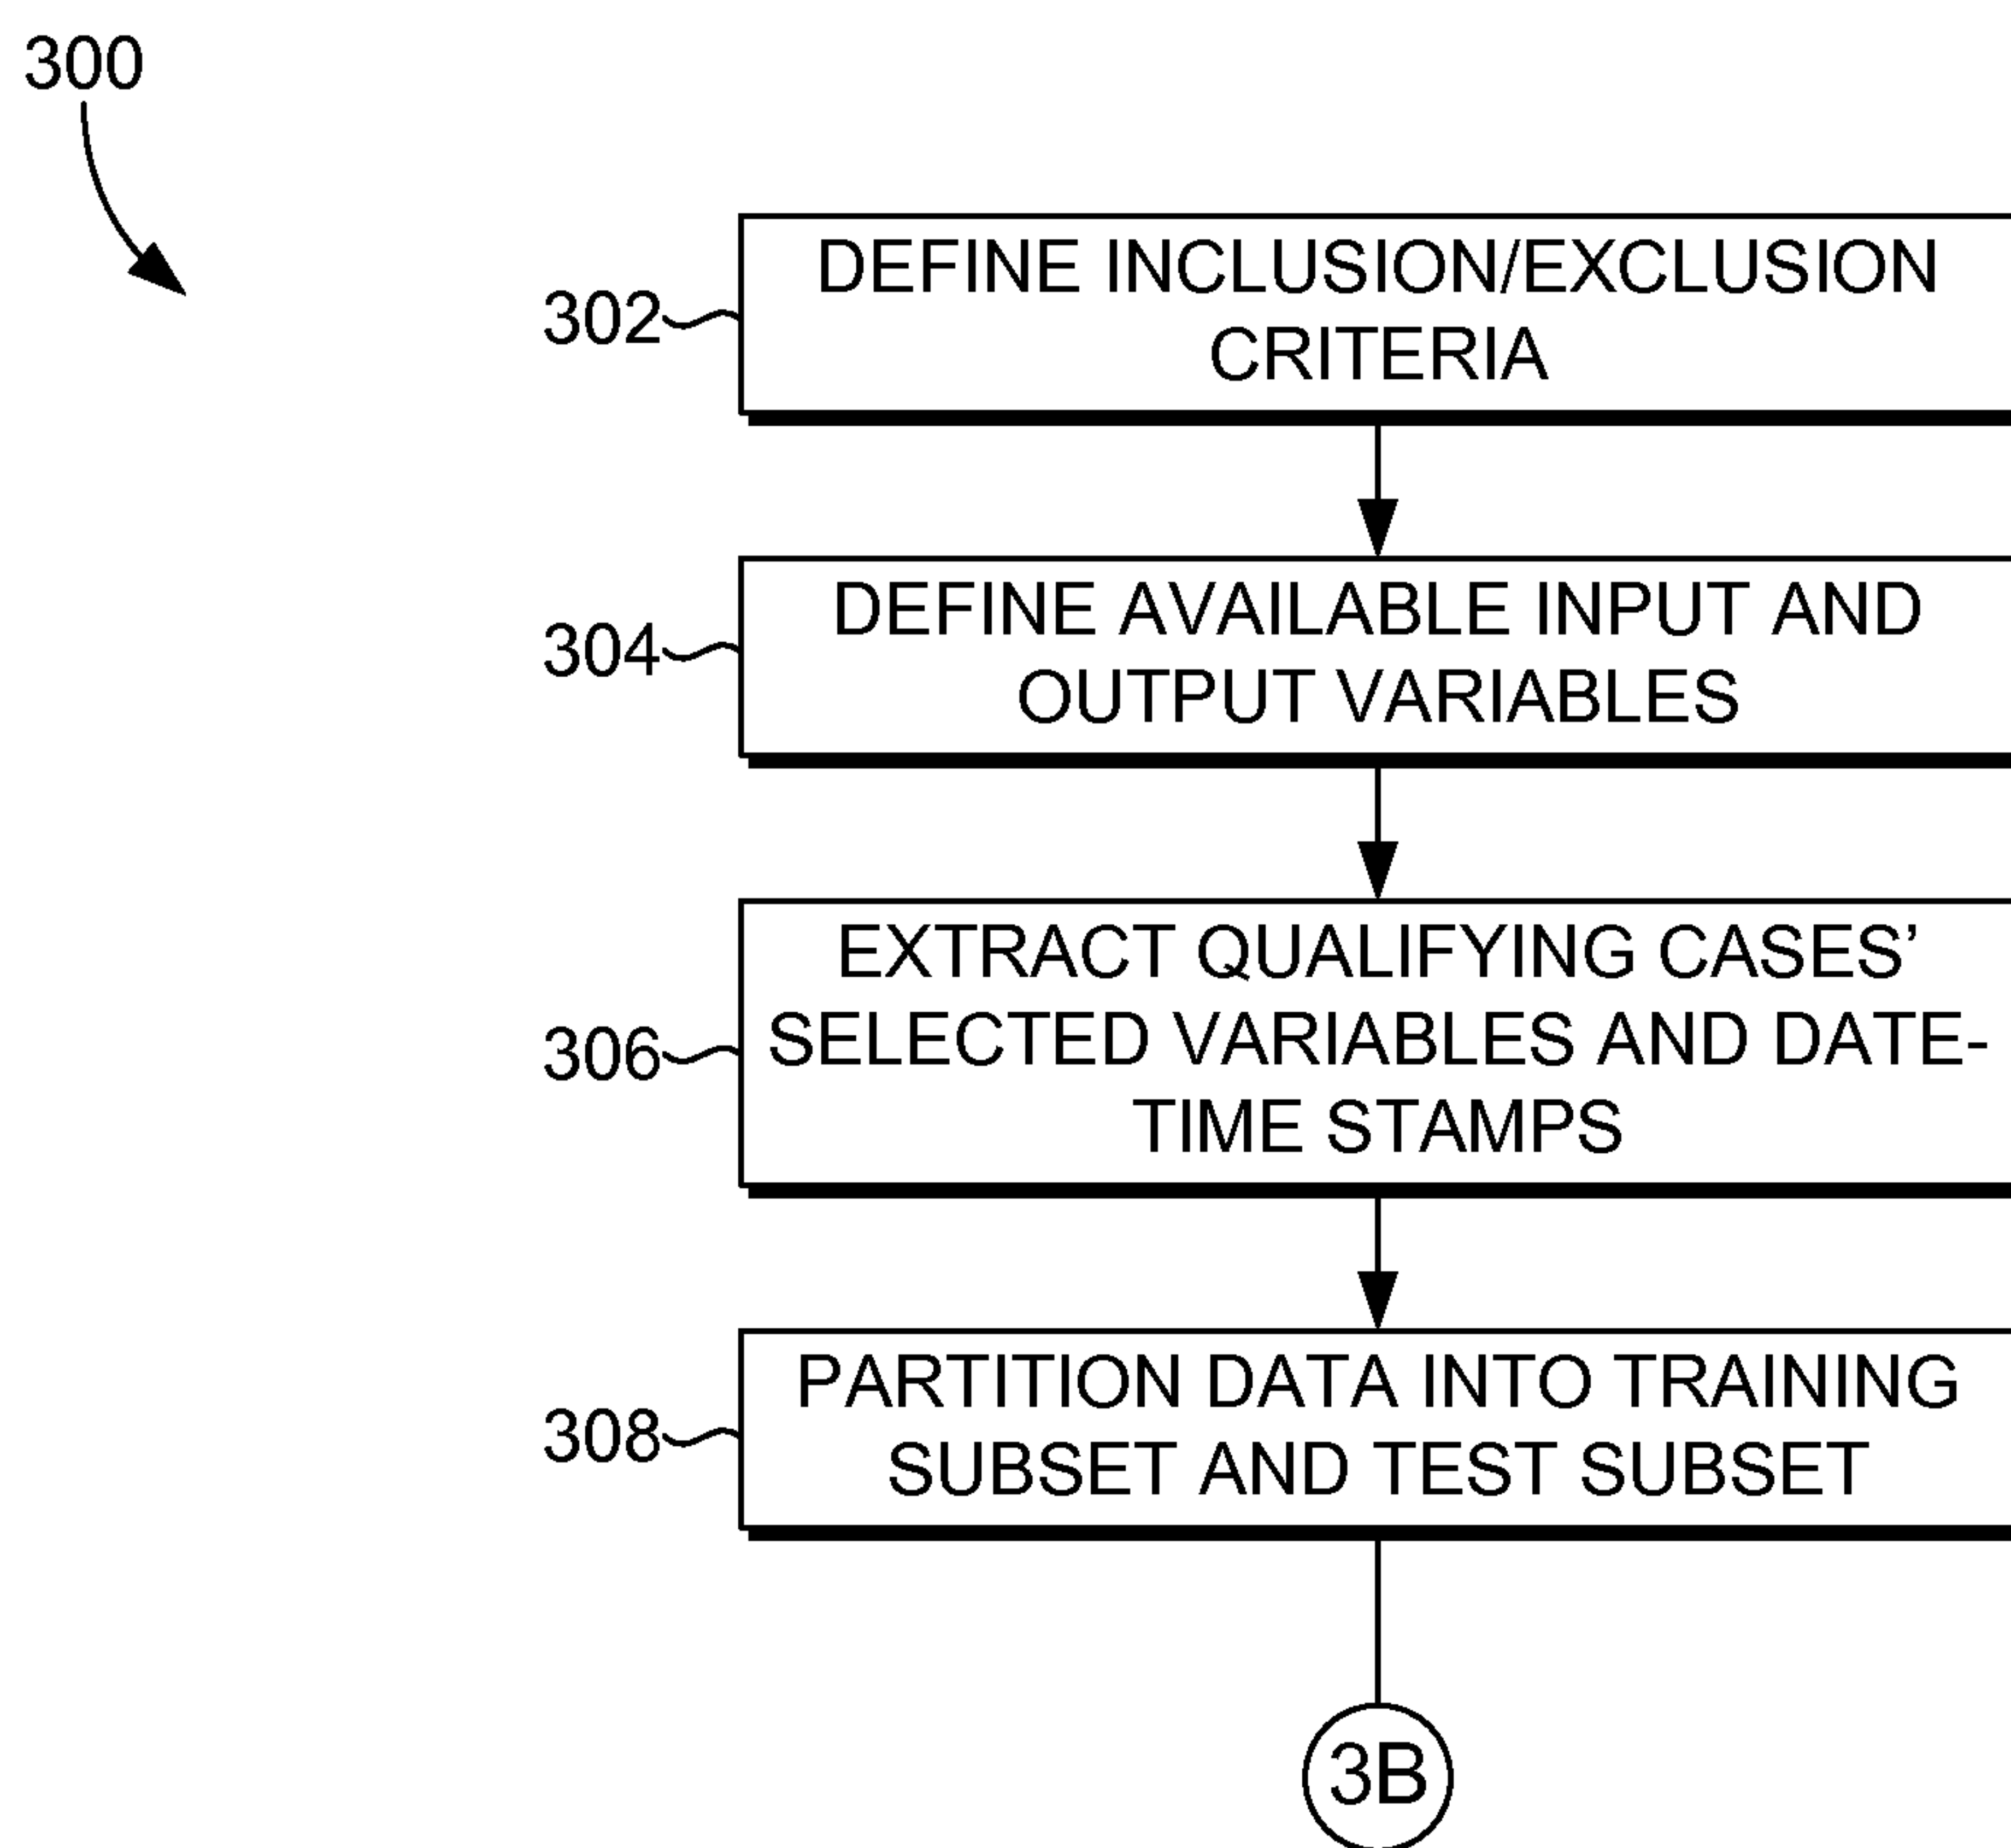 300
302
DEFINE INCLUSION/EXCLUSION
CRITERIA
304
DEFINE AVAILABLE INPUT AND
OUTPUT VARIABLES
306
EXTRACT QUALIFYING CASES’
SELECTED VARIABLES AND DATE-
TIME STAMPS
308
PARTITION DATA INTO TRAINING
SUBSET AND TEST SUBSET
3B